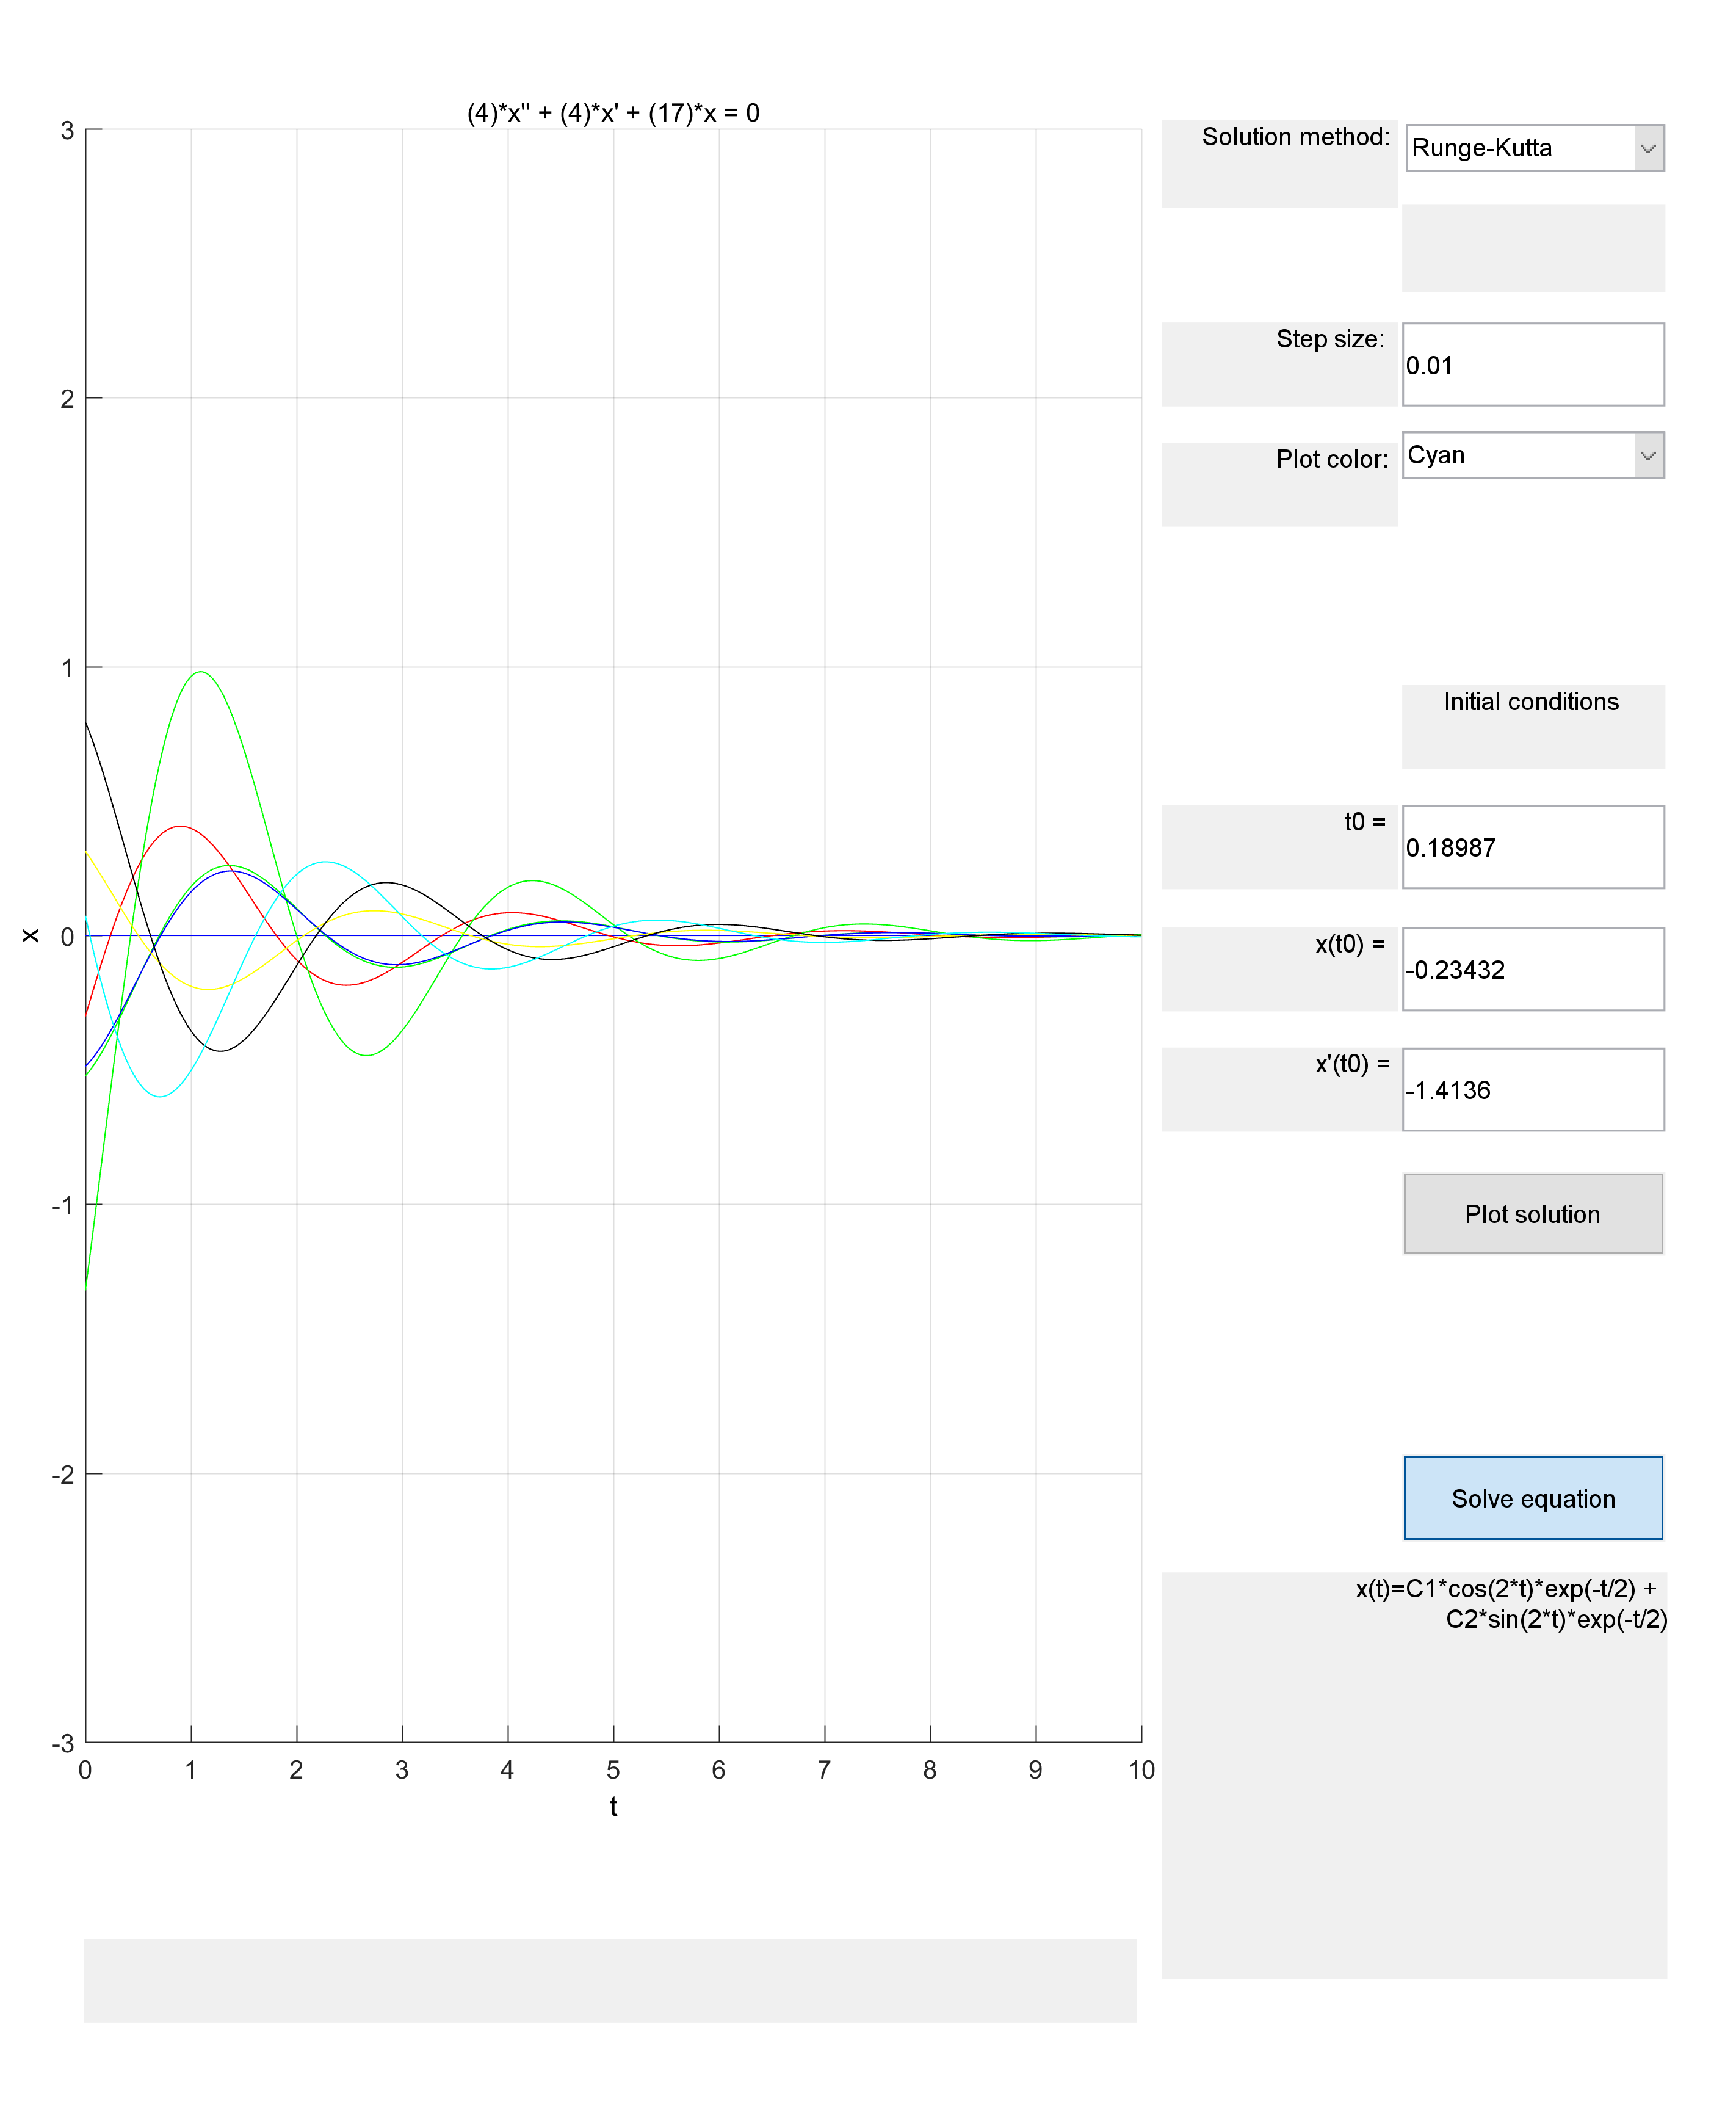 (4)*x'' + (4)*x' + (17)*x = 0
3
2
1
0
-1
-2
-3
x
0 1 2 3 4 5 6 7 8 9 10
t
Solution method:
Runge-Kutta
Step size:
0.01
Plot color:
Cyan
Initial conditions
t0 =
0.18987
x(t0) =
-0.23432
x'(t0) =
-1.4136
Plot solution
Solve equation
x(t)=C1*cos(2*t)*exp(-t/2) +
C2*sin(2*t)*exp(-t/2)